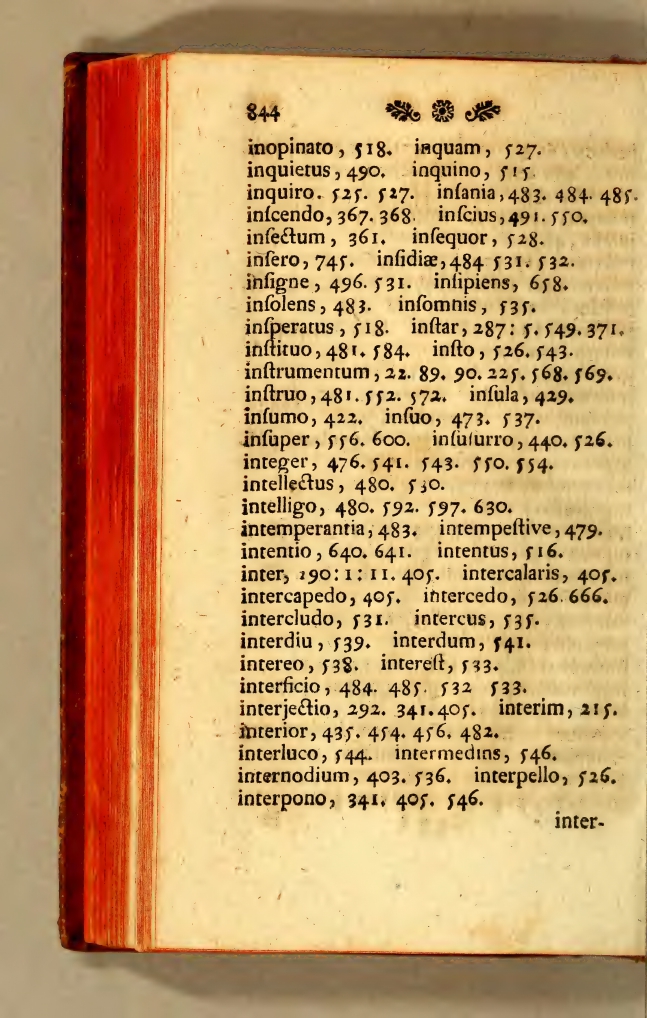 844
inopinato, 518. inquam, 527.
inquietus, 490. inquino, 515.
inquiro. 525. 527. inſania, 483. 484. 485.
inſcendo, 367. 368. inſcius, 491. 550.
inſectum, 361. inſequor, 528.
inſero, 745. inſidiæ, 484 531. 532.
inſigne, 496. 531. inſipiens, 658.
inſolens, 483. inſomnis, 535.
inſperatus, 518. inſtar, 287: 5. 549. 371.
inſtituo, 481. 584. inſto, 526. 543.
inſtrumentum, 22. 89. 90. 225. 568. 569.
inſtruo, 481. 552. 572. inſula, 429.
inſumo, 422. inſuo, 473. 537.
inſuper, 556. 600. inſuſurro, 440. 526.
integer, 476. 541. 543. 550. 554.
intellectus, 480. 530.
intelligo, 480. 592. 597. 630.
intemperantia, 483. intempeſtive, 479.
intentio, 640. 641. intentus, 516.
inter, 290: 1: 11. 405. intercalaris, 405.
intercapedo, 405. intercedo, 526. 666.
intercludo, 531. intercus, 535.
interdiu, 539. interdum, 541.
intereo, 538. intereſt, 533.
interficio, 484. 485. 532 533.
interjectio, 292. 341. 405. interim, 215.
interior, 435. 454. 456. 482.
interluco, 544. intermedius, 546.
internodium, 403. 536. interpello, 526.
interpono, 341. 405. 546.
inter-